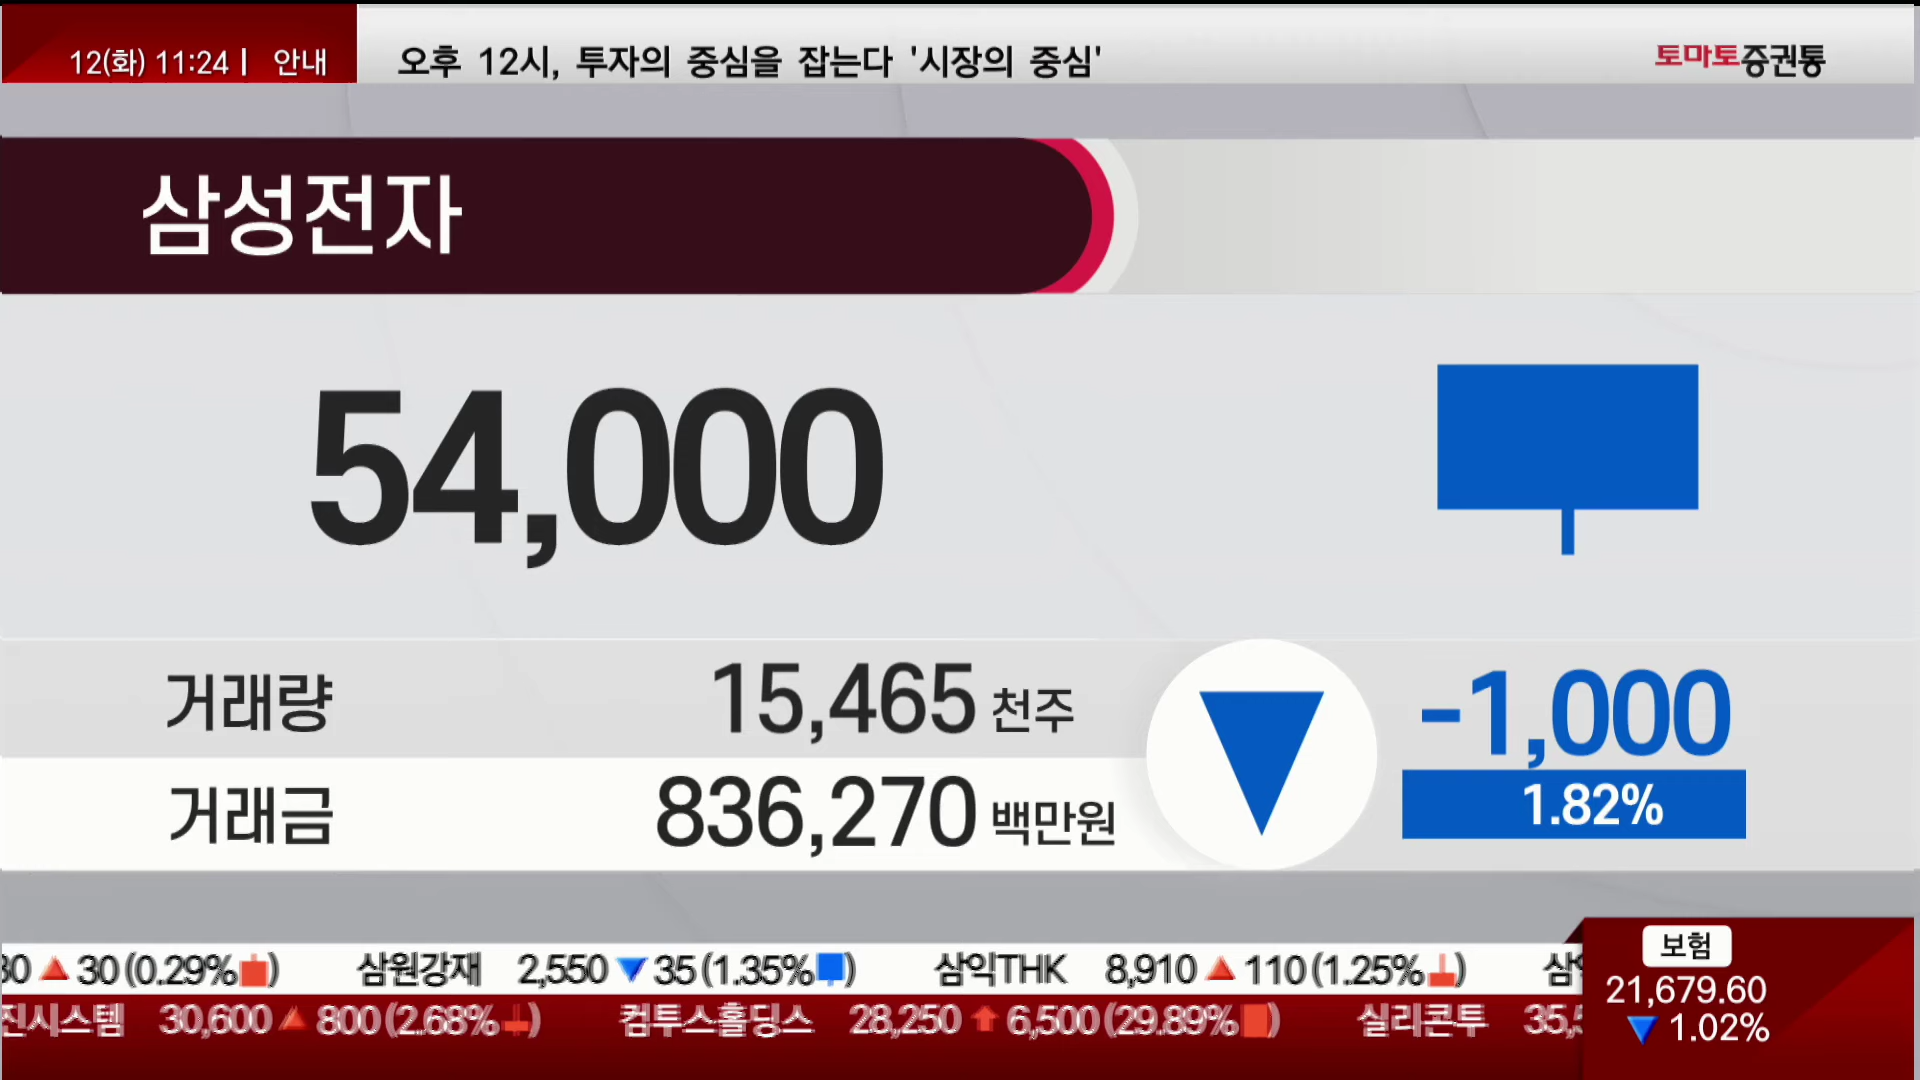 12(화) 11:24 | 안내 오후 12시, 투자의 중심을 잡는다 '시장의 중심' 토마토증권통
삼성전자
54,000
거래량 15,465 천주
거래금 836,270 백만원
▼ -1,000
1.82%
30 (0.29% ) 삼원강재 2,550 ▼ 35 (1.35% ) 삼익THK 8,910 ▲ 110 (1.25% )
진시스템 30,600 ▲ 800 (2.68% ) 컴투스홀딩스 28,250 ↑ 6,500 (29.89% ) 실리콘투
보험
21,679.60
▼ 1.02%